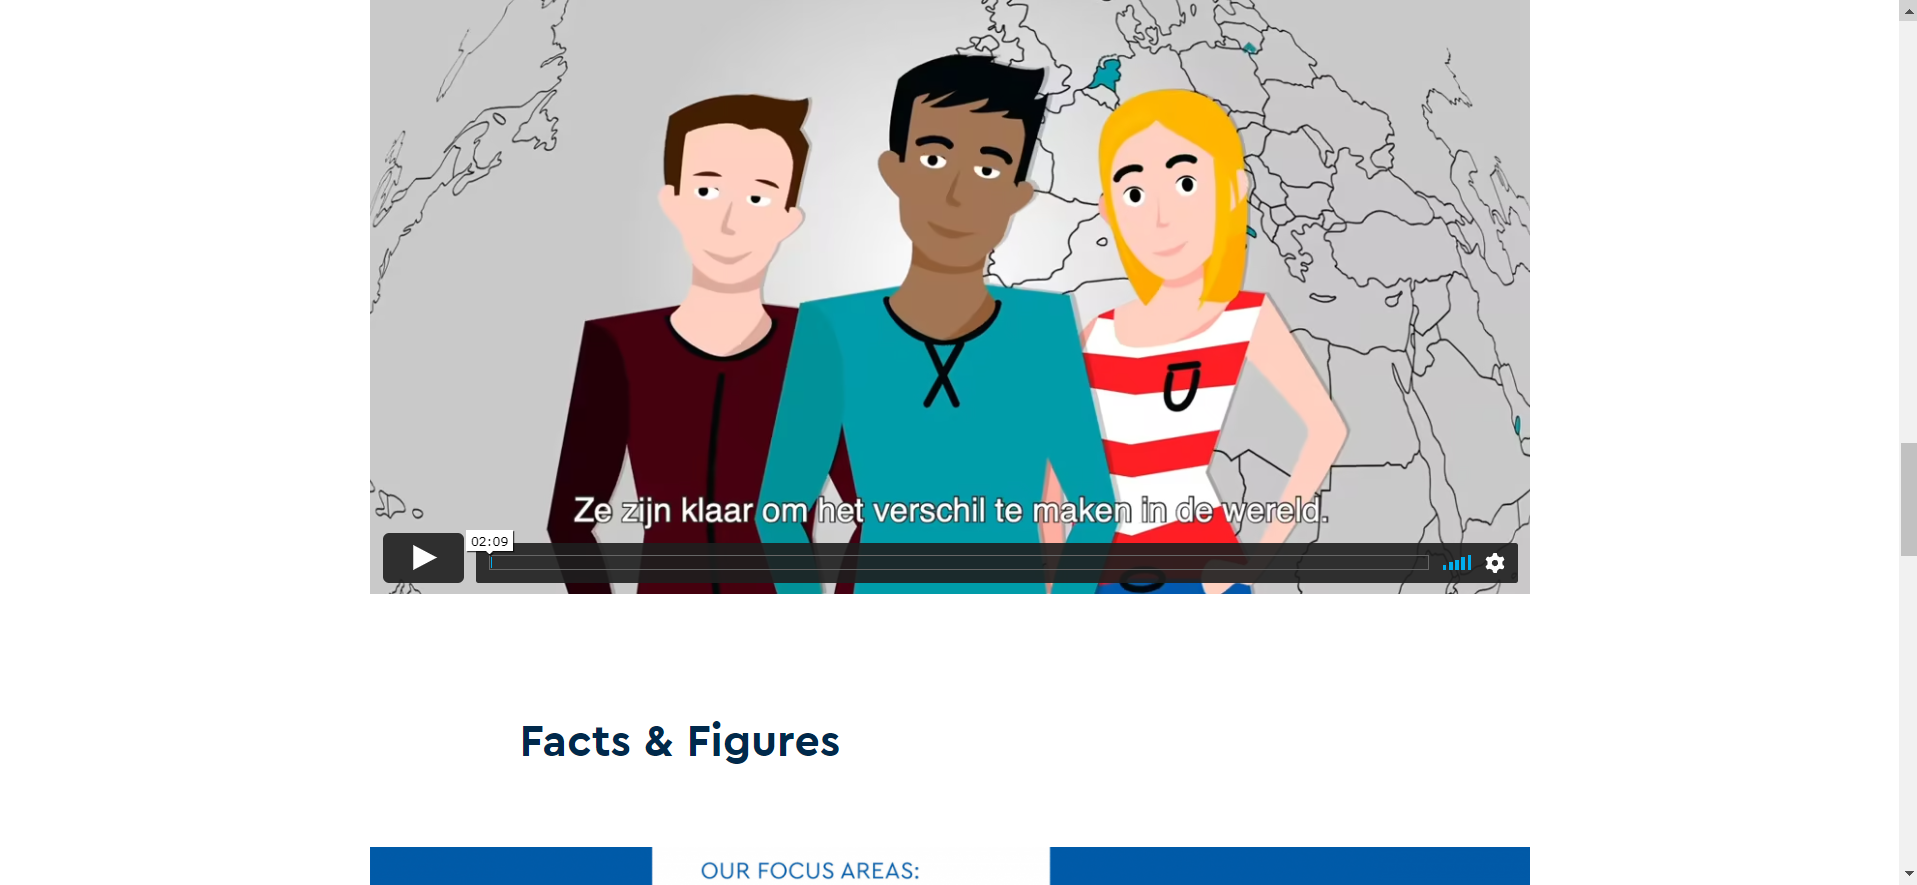 Ze zijn klaar om het verschil te maken in de wereld.
02:09
Facts & Figures
OUR FOCUS AREAS: